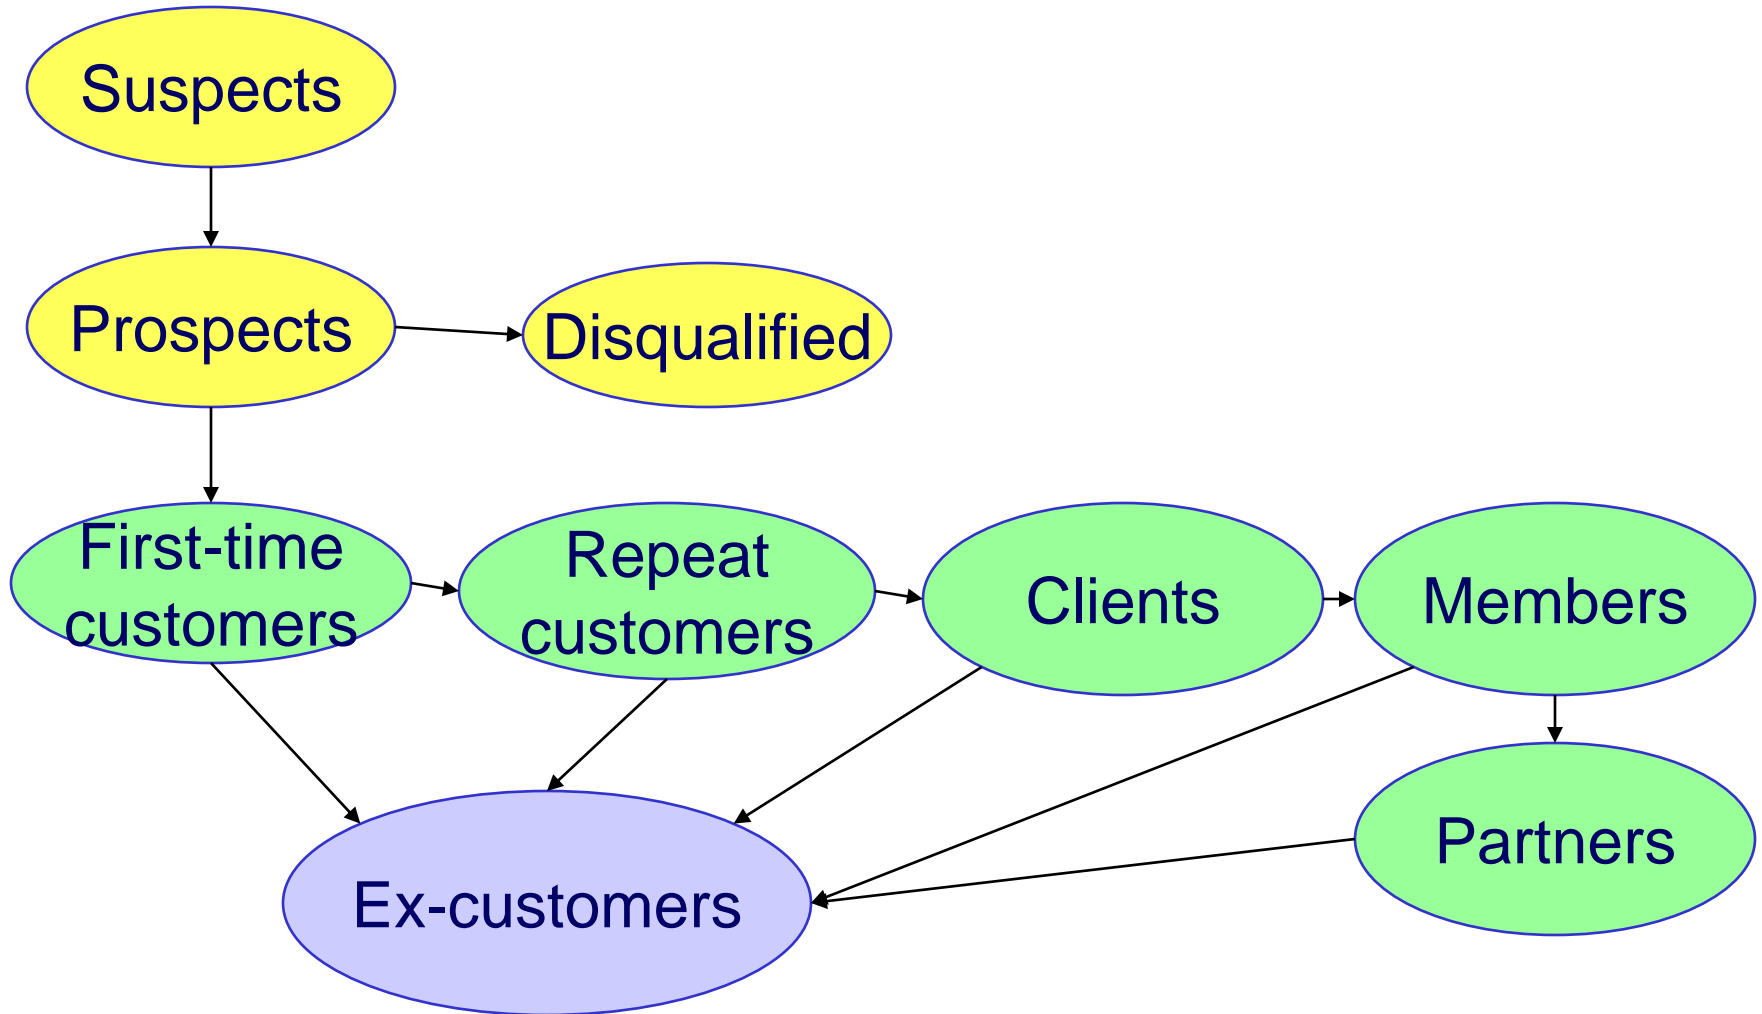 Suspects
Prospects
Disqualified
First-time
customers
Repeat
customers
Clients
Members
Partners
Ex-customers